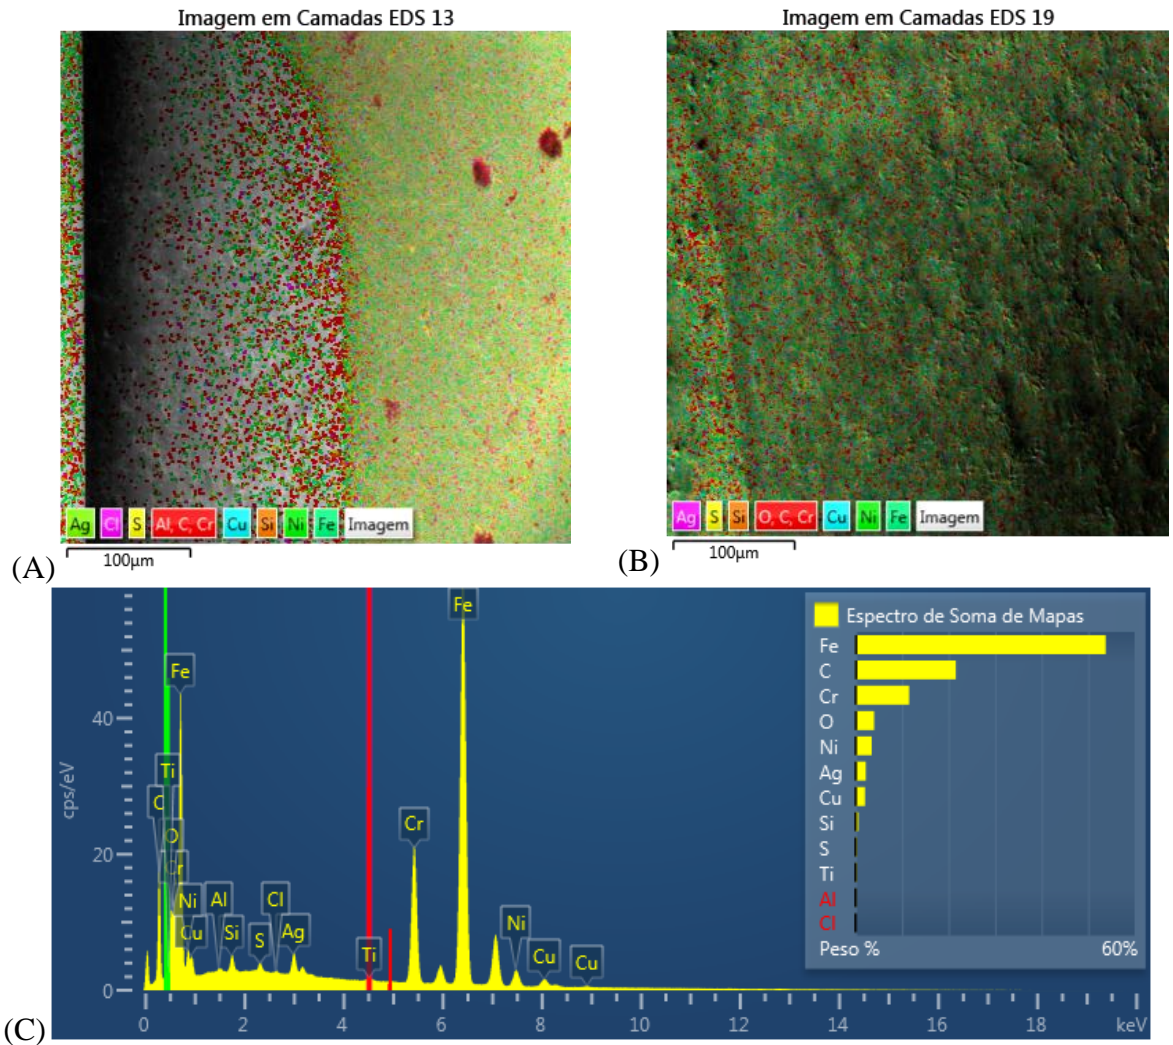 Imagem em Camadas EDS 13
Ag Cl S Al, C, Cr Cu Si Ni Fe Imagem
100µm
(A)
Imagem em Camadas EDS 19
Ag S Si O, C, Cr Cu Ni Fe Imagem
100µm
(B)
Fe
Fe
Ti
C
O
Cr
Ni
Cu
Al
Si
S
Cl
Ag
Ti
Cr
Ni
Cu
Cu
cps/eV
40
20
0
0 2 4 6 8 10 12 14 16 18 keV
Espectro de Soma de Mapas
Fe
C
Cr
O
Ni
Ag
Cu
Si
S
Ti
Al
Cl
Peso % 60%
(C)